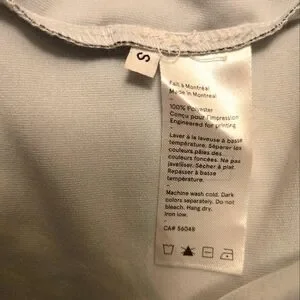 S
Fait à Montréal
Made in Montreal
100% Polyester
Conçu pour l'impression
Engineered for printing
Laver à la laveuse à basse
température. Séparer les
couleurs pâles des
couleurs foncées. Ne pas
javelliser. Sécher à plat.
Repasser à basse
température.
Machine wash cold. Dark
colors separately. Do not
bleach. Hang dry.
Iron low.
CA# 56048